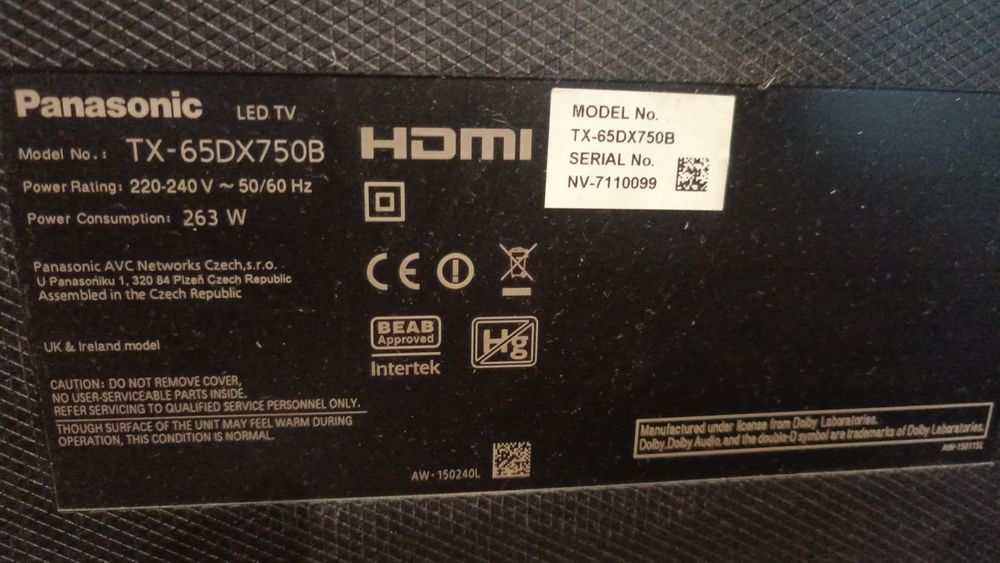 Panasonic LED TV
Model No.: TX-65DX750B
Power Rating: 220-240 V ~ 50/60 Hz
Power Consumption: 263 W
Panasonic AVC Networks Czech,s.r.o.
U Panasoniku 1, 320 84 Plzeň Czech Republic
Assembled in the Czech Republic
UK & Ireland model
CAUTION: DO NOT REMOVE COVER,
NO USER-SERVICEABLE PARTS INSIDE.
REFER SERVICING TO QUALIFIED SERVICE PERSONNEL ONLY.
THOUGH SURFACE OF THE UNIT MAY FEEL WARM DURING
OPERATION, THIS CONDITION IS NORMAL.
HDMI
CE
BEAB
Approved
Intertek
Hg
AW-150240L
MODEL No.
TX-65DX750B
SERIAL No.
NV-7110099
Manufactured under license from Dolby Laboratories.
Dolby,Dolby Audio,and the double-D symbol are trademarks of Dolby Laboratories.
AW-150115L